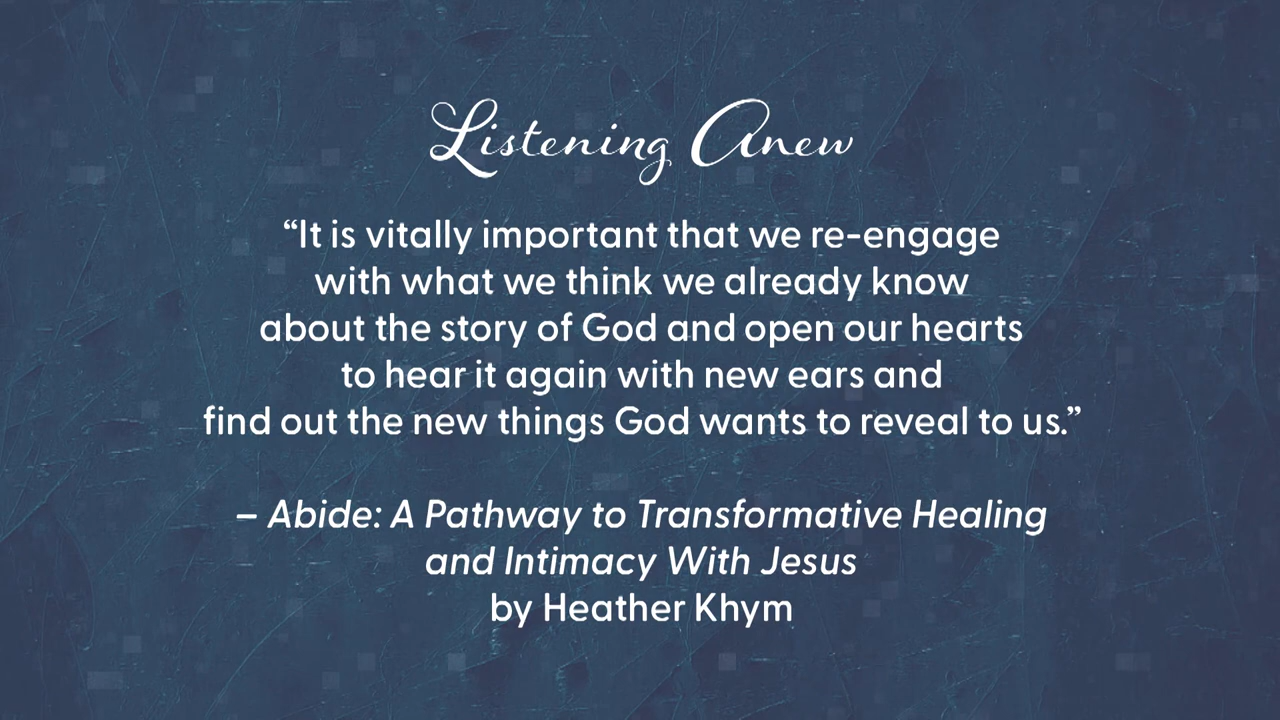 Listening Anew
“It is vitally important that we re-engage
with what we think we already know
about the story of God and open our hearts
to hear it again with new ears and
find out the new things God wants to reveal to us.”
– Abide: A Pathway to Transformative Healing
and Intimacy With Jesus
by Heather Khym